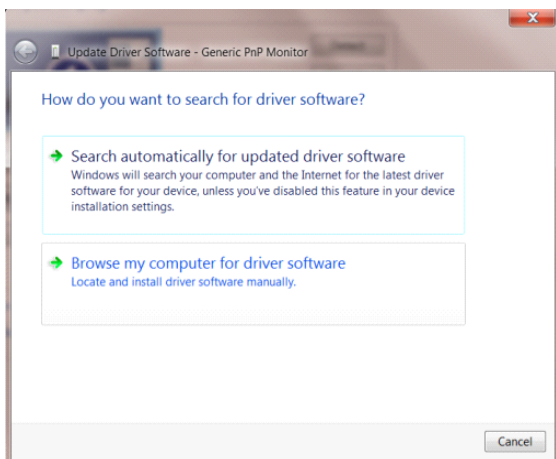 Update Driver Software - Generic PnP Monitor
How do you want to search for driver software?
Search automatically for updated driver software
Windows will search your computer and the Internet for the latest driver
software for your device, unless you've disabled this feature in your device
installation settings.
Browse my computer for driver software
Locate and install driver software manually.
Cancel